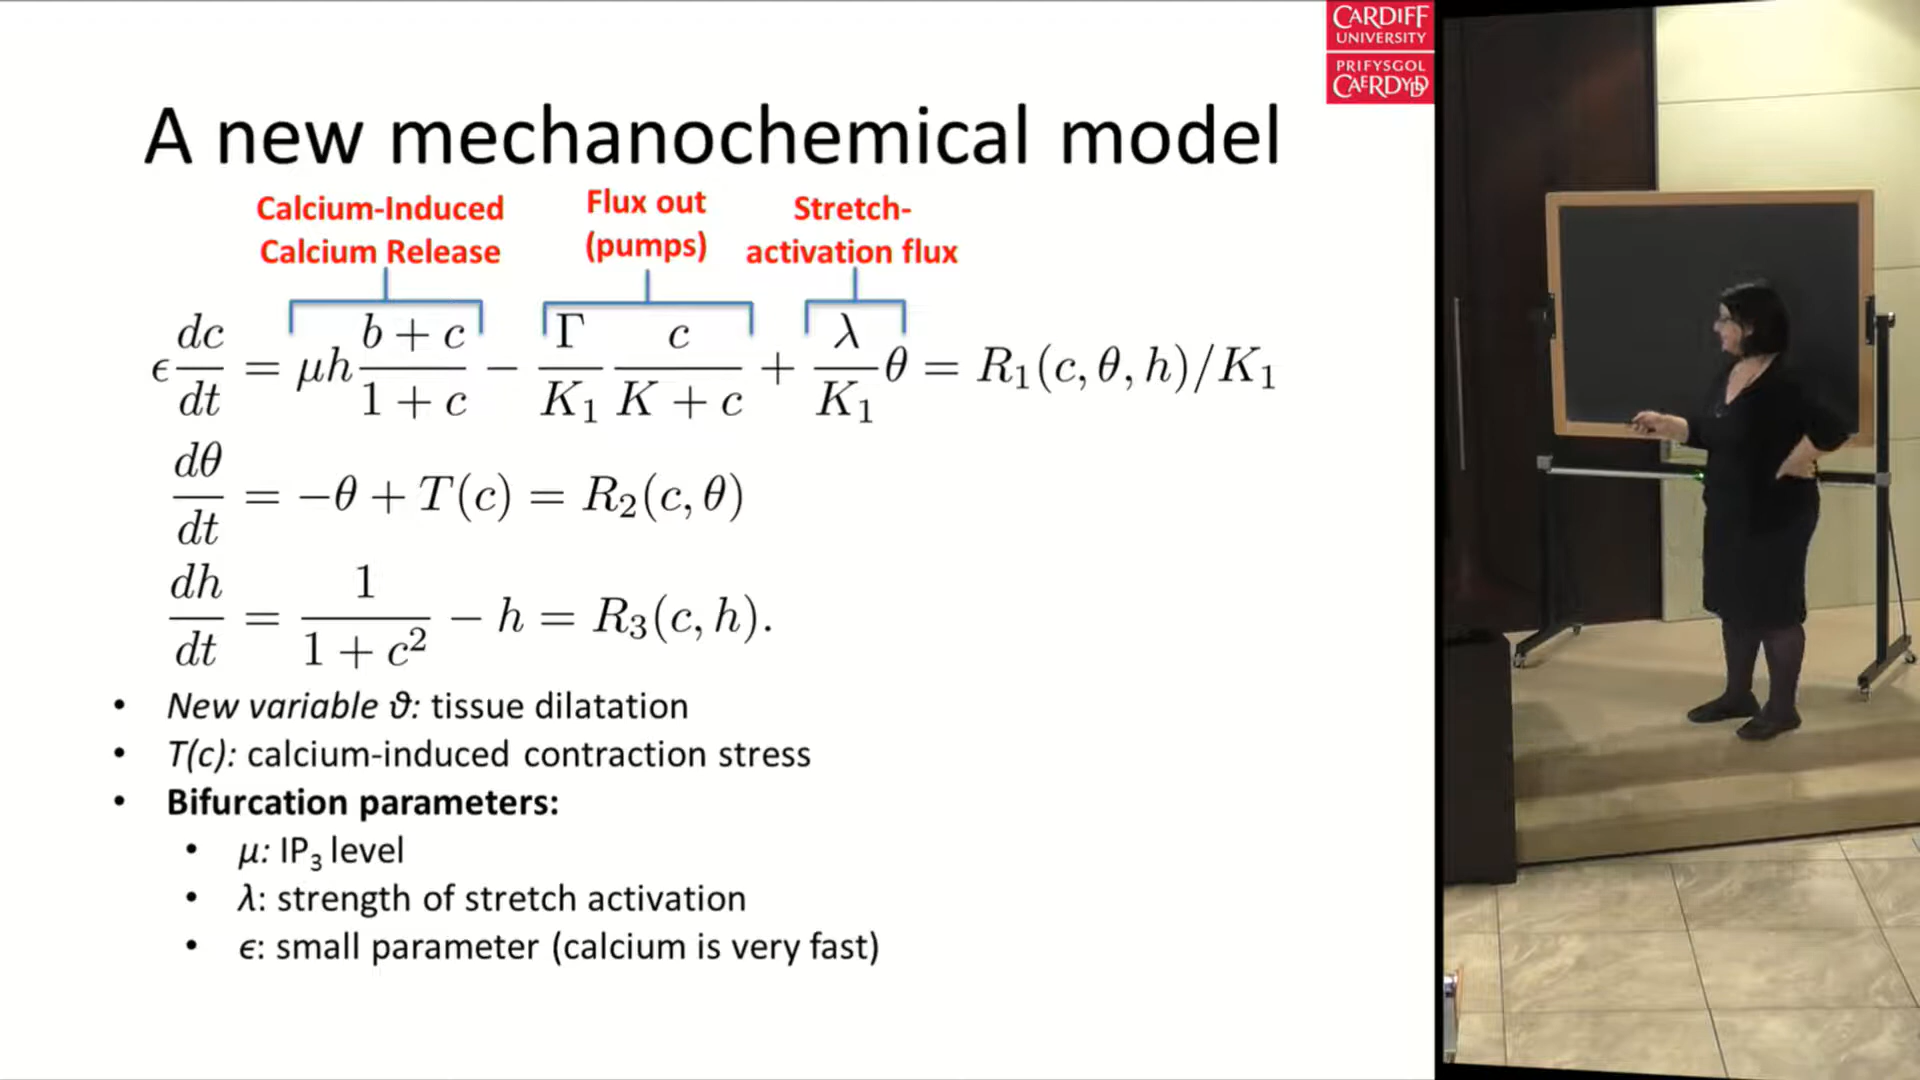 CARDIFF
UNIVERSITY
PRIFYSGOL
CAERDYDD
A new mechanochemical model
Calcium-Induced
Calcium Release
Flux out
(pumps)
Stretch-
activation flux
ϵ dc/dt = μh (b + c)/(1 + c) − Γ/K₁ c/(K + c) + λ/K₁ θ = R₁(c, θ, h)/K₁
dθ/dt = −θ + T(c) = R₂(c, θ)
dh/dt = 1/(1 + c²) − h = R₃(c, h).
• New variable ϑ: tissue dilatation
• T(c): calcium-induced contraction stress
• Bifurcation parameters:
• μ: IP₃ level
• λ: strength of stretch activation
• ϵ: small parameter (calcium is very fast)